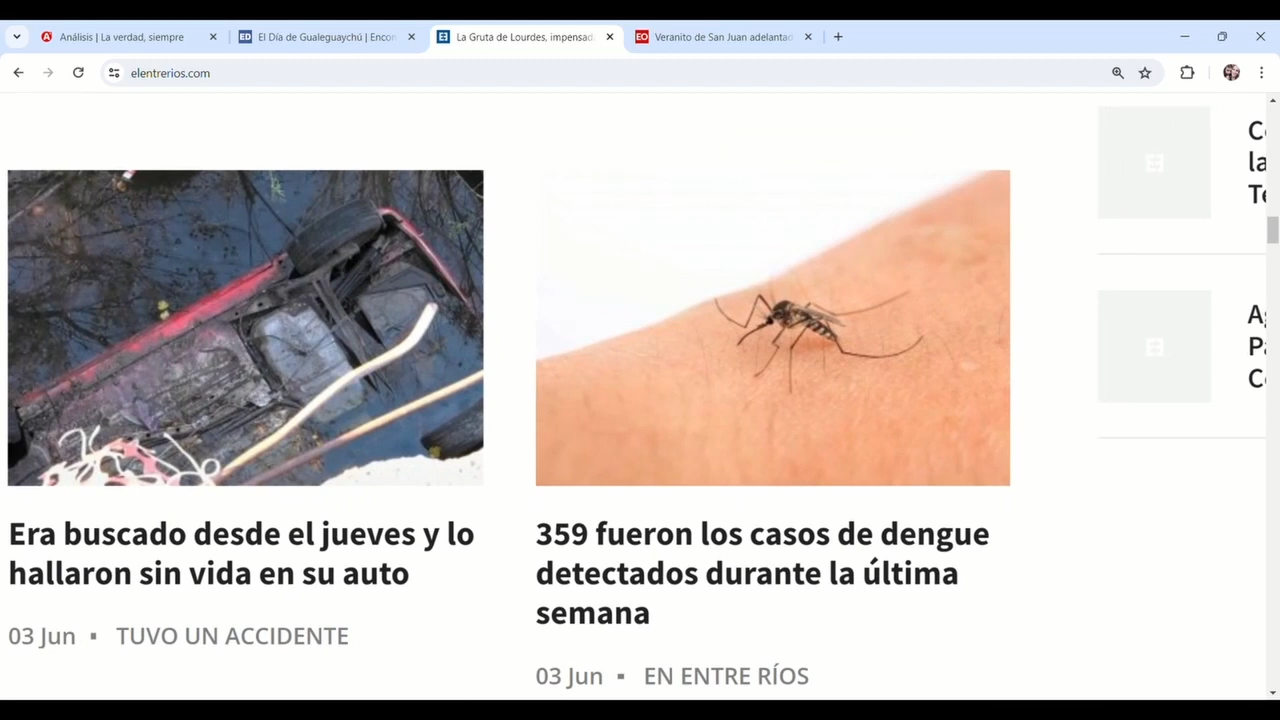 Análisis | La verdad, siempre
El Día de Gualeguaychú | Encon
La Gruta de Lourdes, impensad
Veranito de San Juan adelantad
elentrerios.com
Era buscado desde el jueves y lo
hallaron sin vida en su auto
03 Jun ▪ TUVO UN ACCIDENTE
359 fueron los casos de dengue
detectados durante la última
semana
03 Jun ▪ EN ENTRE RÍOS
la